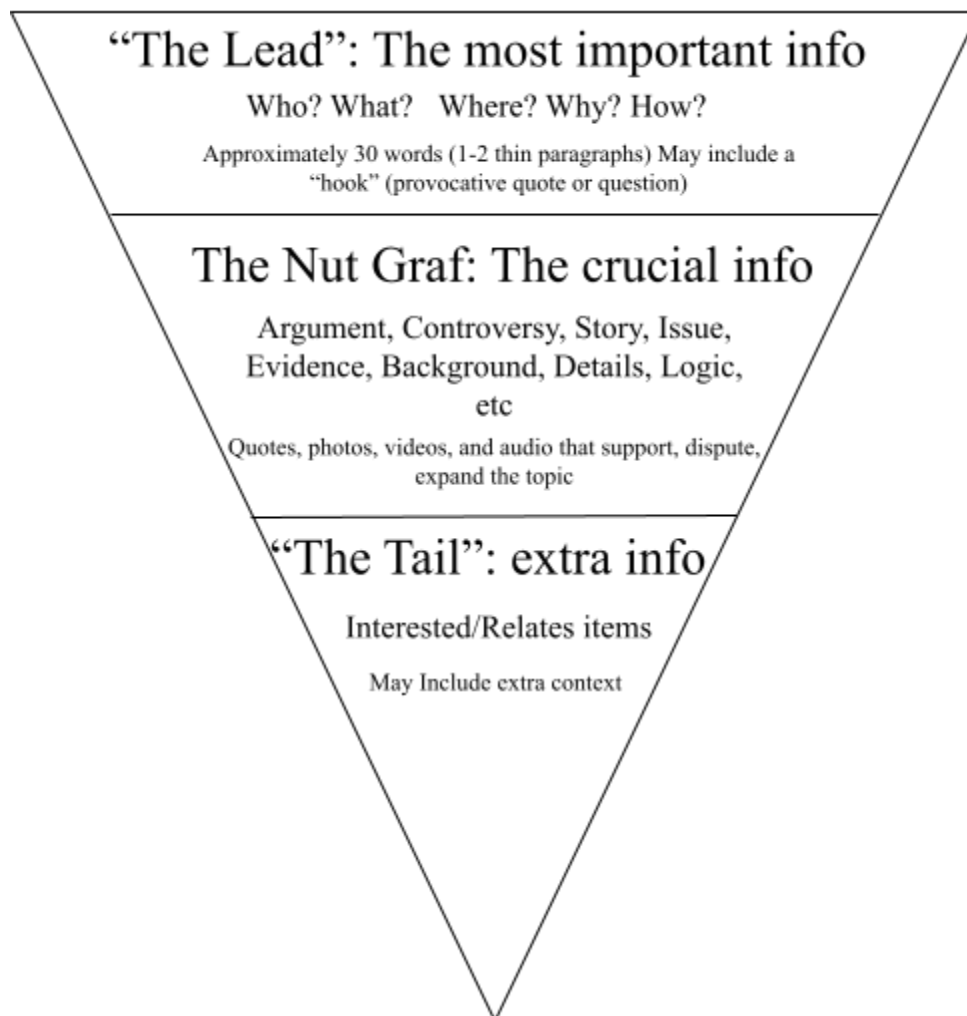 “The Lead”: The most important info
Who? What? Where? Why? How?
Approximately 30 words (1-2 thin paragraphs) May include a
“hook” (provocative quote or question)
The Nut Graf: The crucial info
Argument, Controversy, Story, Issue,
Evidence, Background, Details, Logic,
etc
Quotes, photos, videos, and audio that support, dispute,
expand the topic
“The Tail”: extra info
Interested/Relates items
May Include extra context